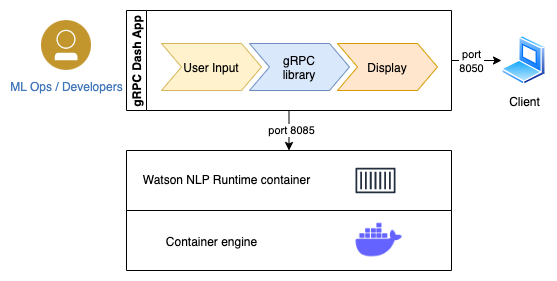 gRPC Dash App
User Input
gRPC
library
Display
port
8050
ML Ops / Developers
Client
port 8085
Watson NLP Runtime container
Container engine